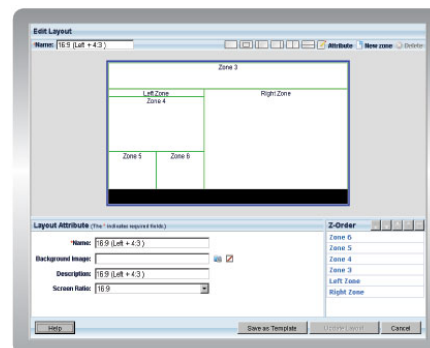 Edit Layout
*Name: 16:9 (Left + 4:3 )
Attribute New zone Delete
Zone 3
Left Zone
Right Zone
Zone 4
Zone 5
Zone 6
Layout Attribute (The * indicates required fields)
*Name: 16:9 (Left + 4:3 )
Background Image:
Description: 16:9 (Left + 4:3 )
Screen Ratio: 16:9
Z-Order
Zone 6
Zone 5
Zone 4
Zone 3
Left Zone
Right Zone
Help
Save as Template
Update Layout
Cancel